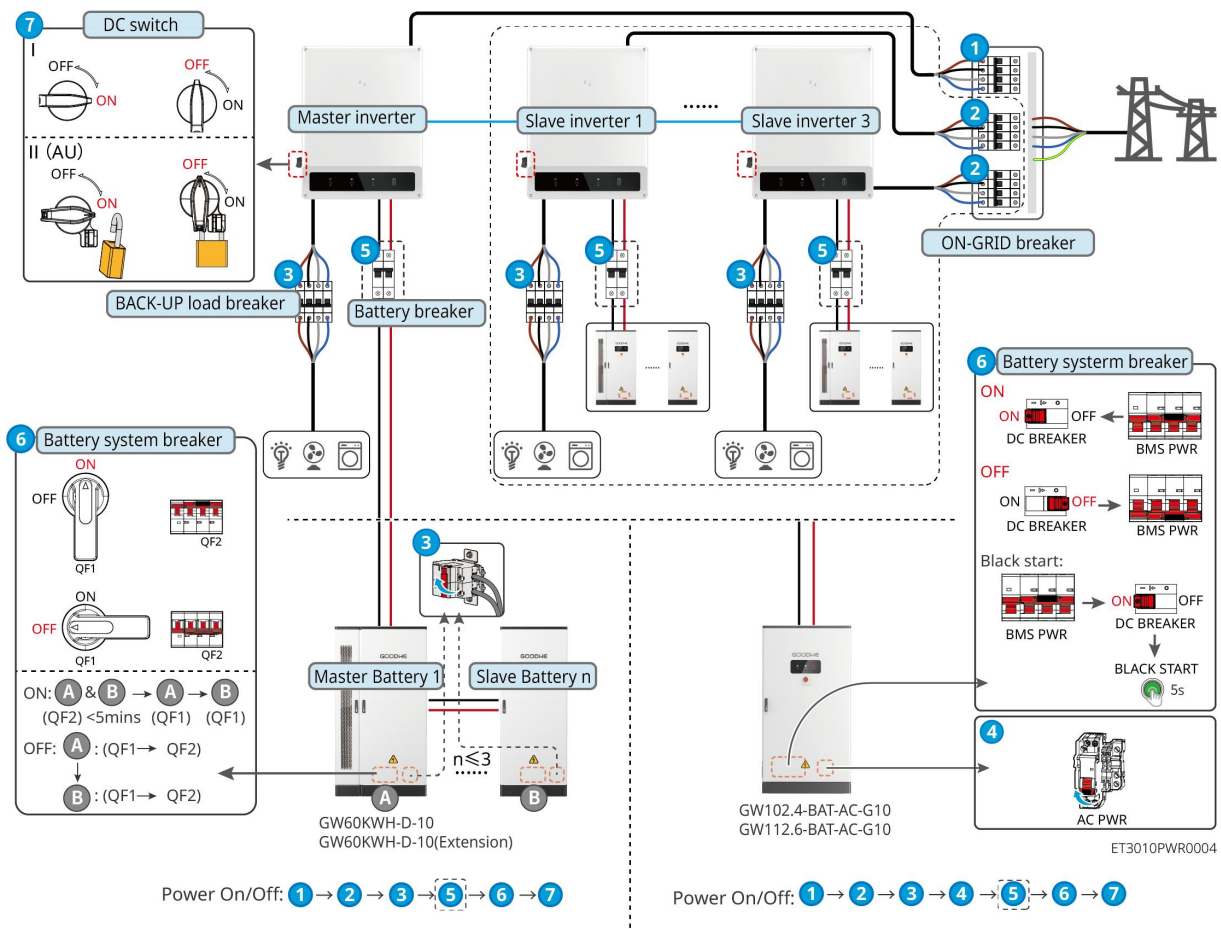 7 DC switch
I
OFF
ON
OFF
ON
II (AU)
OFF
ON
OFF
ON
Master inverter
Slave inverter 1
......
Slave inverter 3
1
2
2
ON-GRID breaker
3
BACK-UP load breaker
5
Battery breaker
3
5
3
5
GOODWE
GOODWE
......
GOODWE
GOODWE
......
6 Battery system breaker
ON
OFF
QF1
QF2
ON
OFF
QF1
QF2
ON: A & B → A → B
(QF2) <5mins (QF1) (QF1)
OFF: A : (QF1→ QF2)
B : (QF1→ QF2)
3
GOODWE
GOODWE
Master Battery 1
Slave Battery n
n≤3
......
A
B
GW60KWH-D-10
GW60KWH-D-10(Extension)
GOODWE
GW102.4-BAT-AC-G10
GW112.6-BAT-AC-G10
6 Battery systerm breaker
ON
ON OFF
DC BREAKER
BMS PWR
OFF
ON OFF
DC BREAKER
BMS PWR
Black start:
BMS PWR
ON OFF
DC BREAKER
BLACK START
5s
4
AC PWR
ET3010PWR0004
Power On/Off: 1 → 2 → 3 → 5 → 6 → 7
Power On/Off: 1 → 2 → 3 → 4 → 5 → 6 → 7